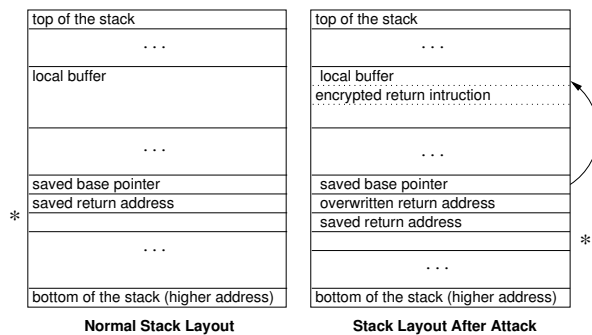 top of the stack
. . .
local buffer
. . .
saved base pointer
saved return address
*
. . .
bottom of the stack (higher address)
Normal Stack Layout
top of the stack
. . .
local buffer
encrypted return intruction
. . .
saved base pointer
overwritten return address
saved return address
*
. . .
bottom of the stack (higher address)
Stack Layout After Attack